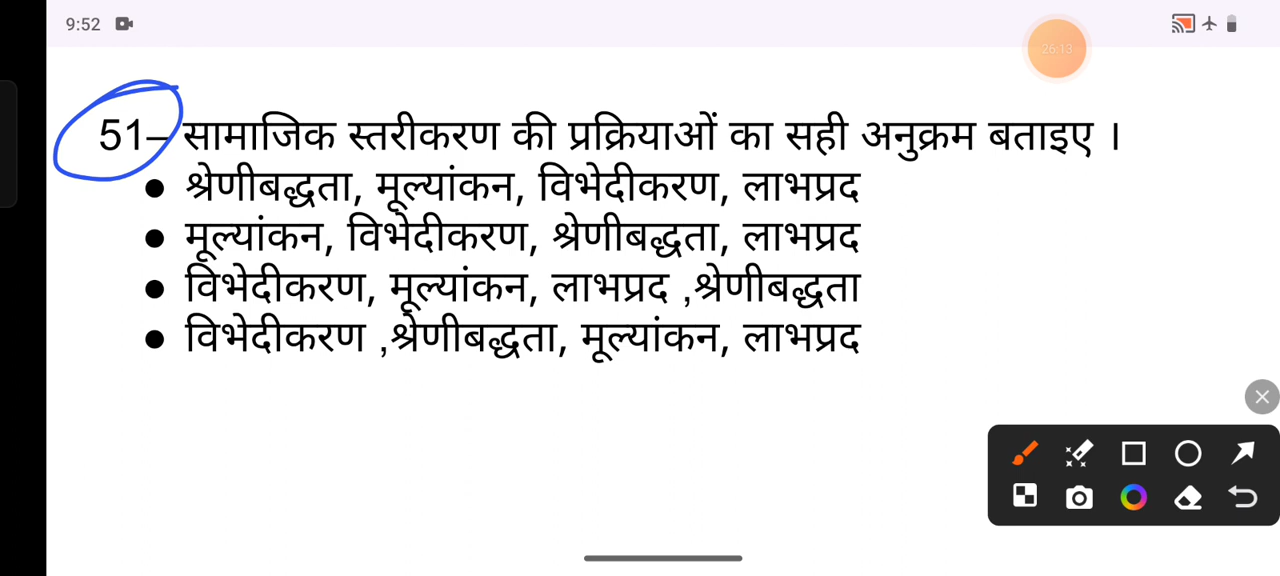 9:52
26:13
51– सामाजिक स्तरीकरण की प्रक्रियाओं का सही अनुक्रम बताइए ।
● श्रेणीबद्धता, मूल्यांकन, विभेदीकरण, लाभप्रद
● मूल्यांकन, विभेदीकरण, श्रेणीबद्धता, लाभप्रद
● विभेदीकरण, मूल्यांकन, लाभप्रद ,श्रेणीबद्धता
● विभेदीकरण ,श्रेणीबद्धता, मूल्यांकन, लाभप्रद